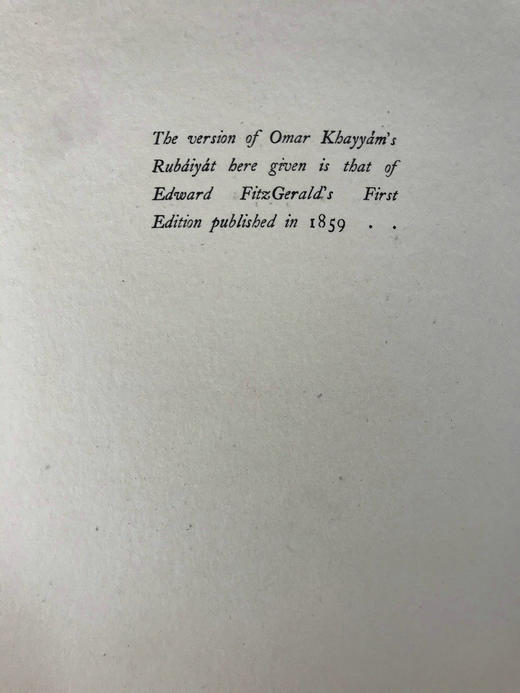 The version of Omar Khayyám's
Rubáiyát here given is that of
Edward FitzGerald's First
Edition published in 1859 . .